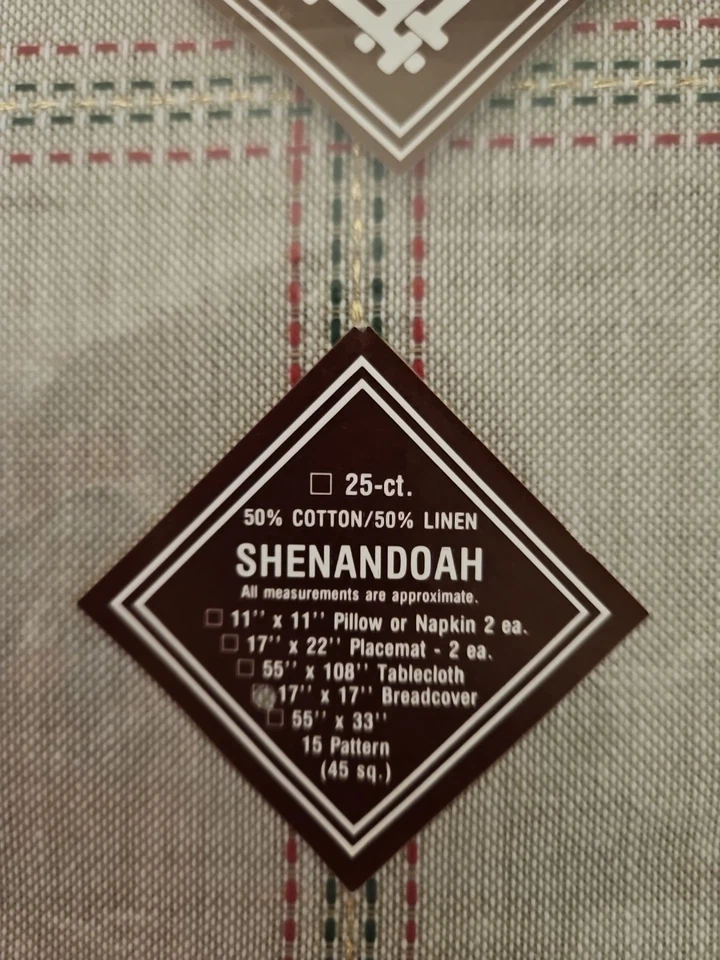 ☐ 25-ct.
50% COTTON/50% LINEN
SHENANDOAH
All measurements are approximate.
☐ 11'' x 11'' Pillow or Napkin 2 ea.
☐ 17'' x 22'' Placemat - 2 ea.
☐ 55'' x 108'' Tablecloth
17'' x 17'' Breadcover
☐ 55'' x 33''
15 Pattern
(45 sq.)